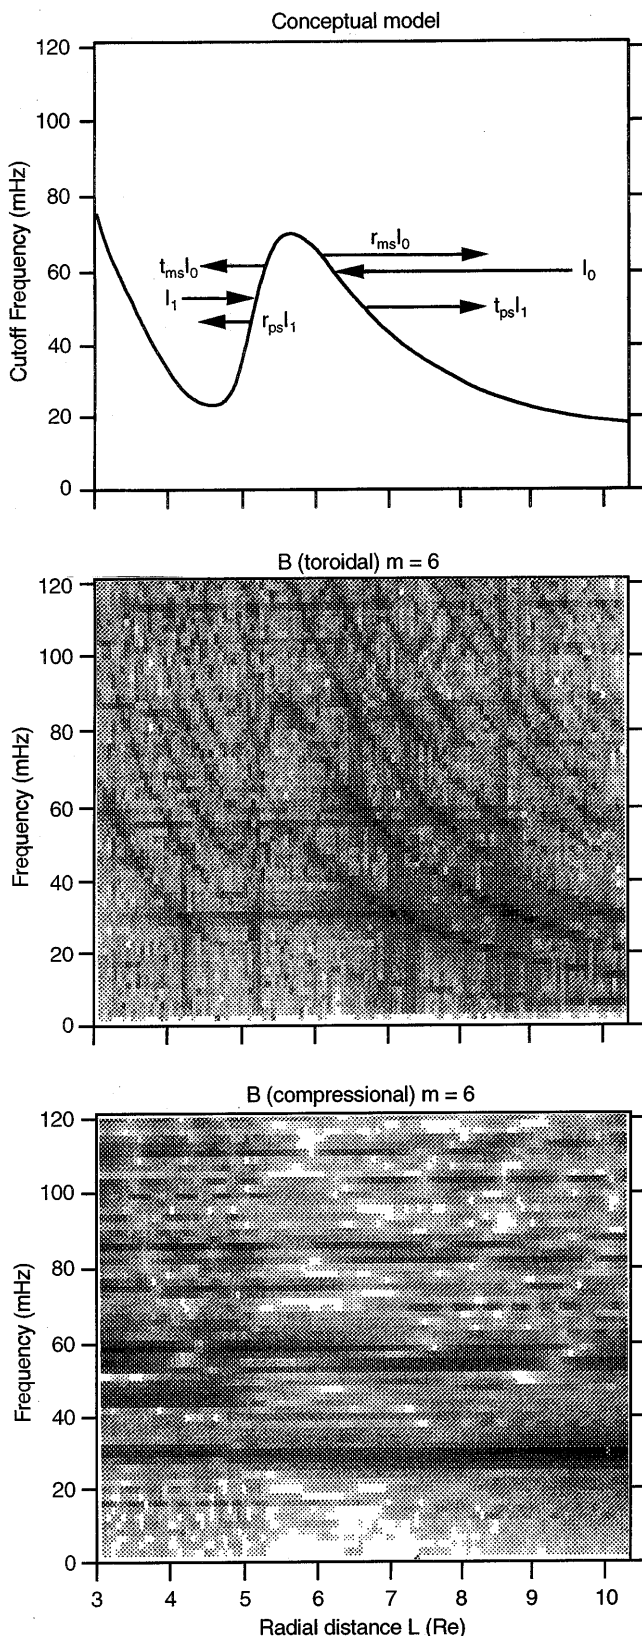 Conceptual model
Cutoff Frequency (mHz)
120
100
80
60
40
20
0
t_ms I_0
I_1
r_ps I_1
r_ms I_0
I_0
t_ps I_1
B (toroidal) m = 6
Frequency (mHz)
120
100
80
60
40
20
0
B (compressional) m = 6
Frequency (mHz)
120
100
80
60
40
20
0
3 4 5 6 7 8 9 10
Radial distance L (Re)